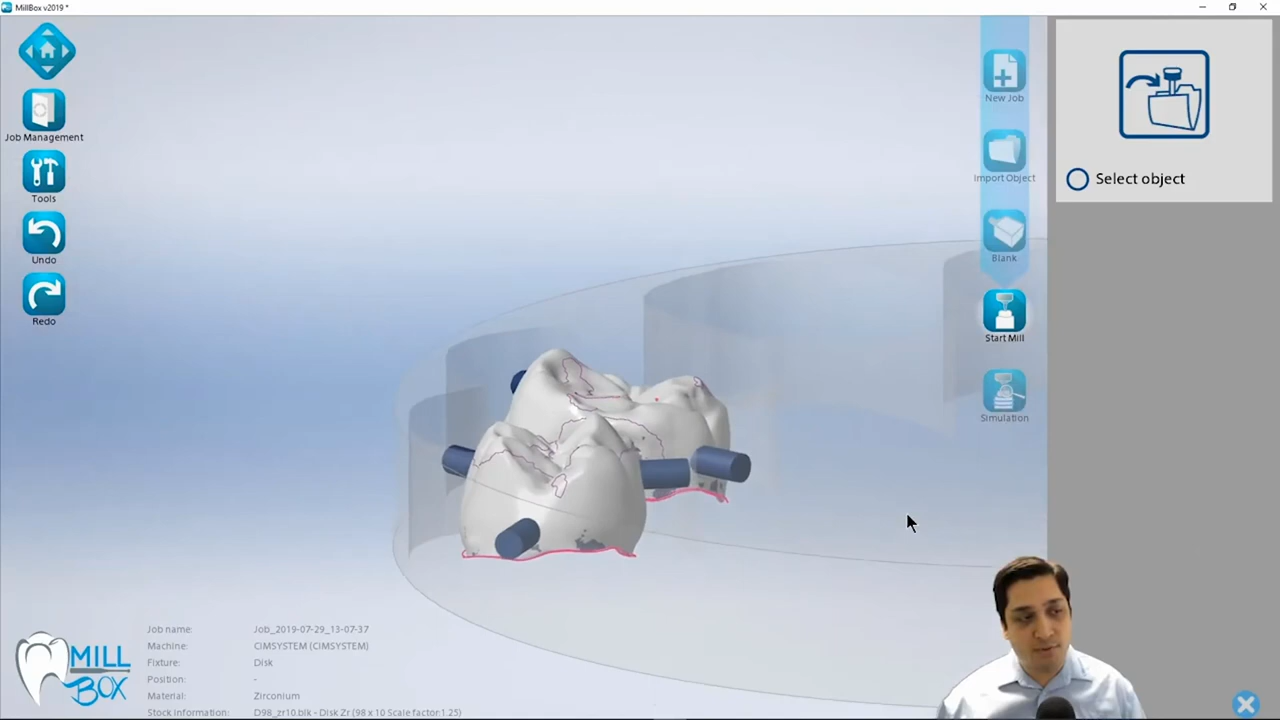 MillBox v2019 *
Job Management
Tools
Undo
Redo
New Job
Import Object
Blank
Start Mill
Simulation
Select object
MILL
BOX
Job name: Job_2019-07-29_13-07-37
Machine: CIMSYSTEM (CIMSYSTEM)
Fixture: Disk
Position: -
Material: Zirconium
Stock information: D98_zr10.blk - Disk Zr (98 x 10 Scale factor:1.25)